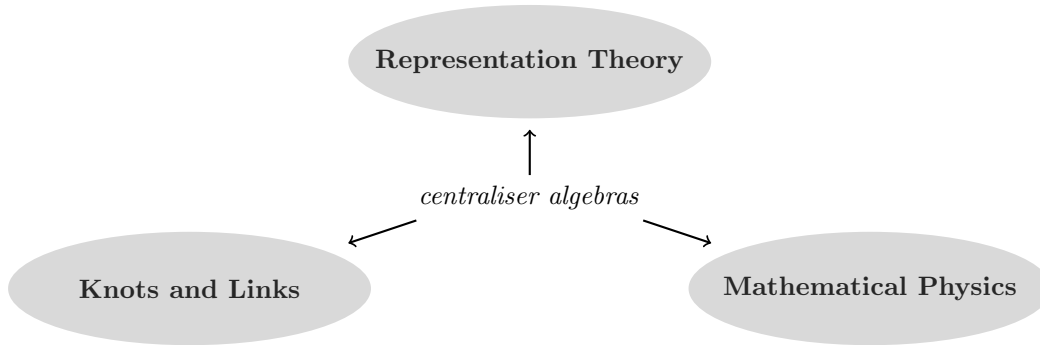 Representation Theory
centraliser algebras
Knots and Links
Mathematical Physics